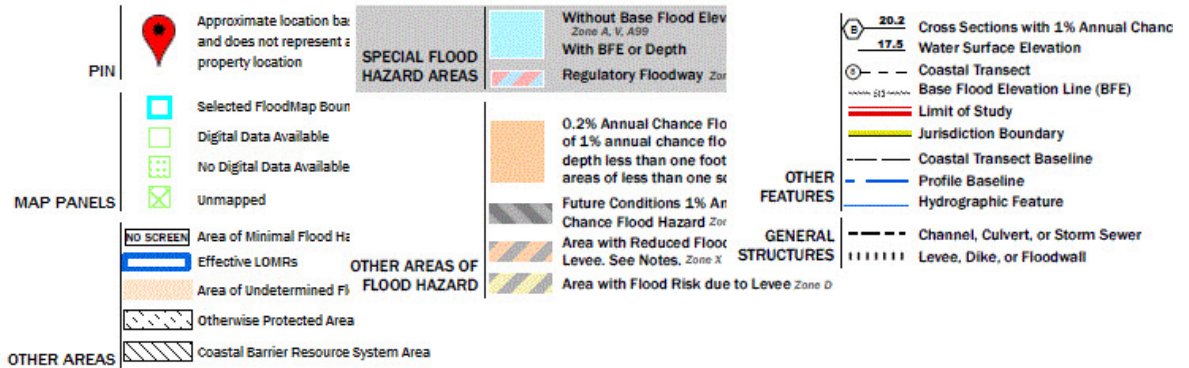 PIN
Approximate location bas
and does not represent a
property location
MAP PANELS
Selected FloodMap Boun
Digital Data Available
No Digital Data Available
Unmapped
OTHER AREAS
NO SCREEN Area of Minimal Flood Ha
Effective LOMRs
Area of Undetermined Fl
Otherwise Protected Area
Coastal Barrier Resource System Area
SPECIAL FLOOD
HAZARD AREAS
Without Base Flood Elev
Zone A, V, A99
With BFE or Depth
Regulatory Floodway Zon
OTHER AREAS OF
FLOOD HAZARD
0.2% Annual Chance Flo
of 1% annual chance flo
depth less than one foot
areas of less than one sq
Future Conditions 1% An
Chance Flood Hazard Zon
Area with Reduced Flood
Levee. See Notes. Zone X
Area with Flood Risk due to Levee Zone D
OTHER
FEATURES
B 20.2 Cross Sections with 1% Annual Chanc
17.5 Water Surface Elevation
8 Coastal Transect
513 Base Flood Elevation Line (BFE)
Limit of Study
Jurisdiction Boundary
Coastal Transect Baseline
Profile Baseline
Hydrographic Feature
GENERAL
STRUCTURES
Channel, Culvert, or Storm Sewer
Levee, Dike, or Floodwall